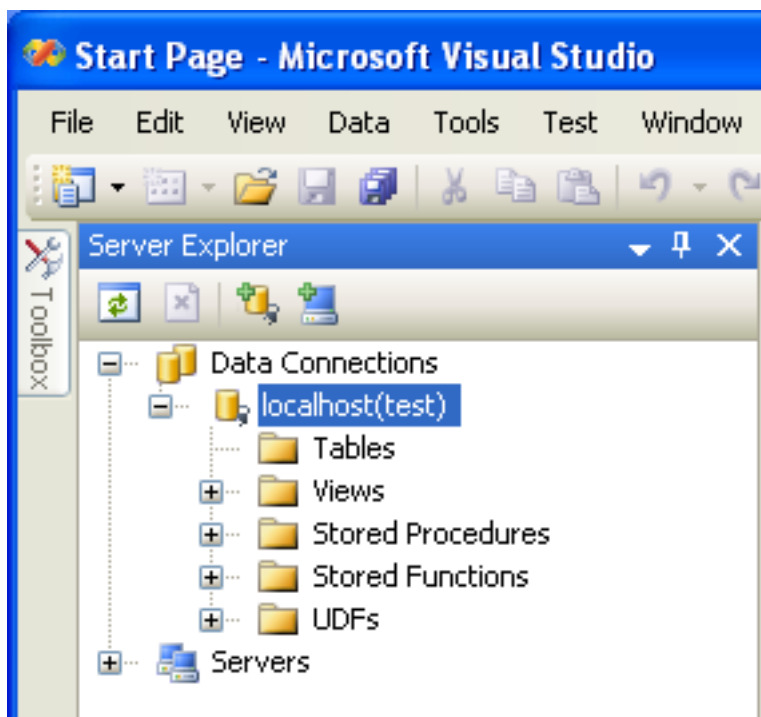 Start Page - Microsoft Visual Studio
File Edit View Data Tools Test Window
Server Explorer
Toolbox
Data Connections
localhost(test)
Tables
Views
Stored Procedures
Stored Functions
UDFs
Servers